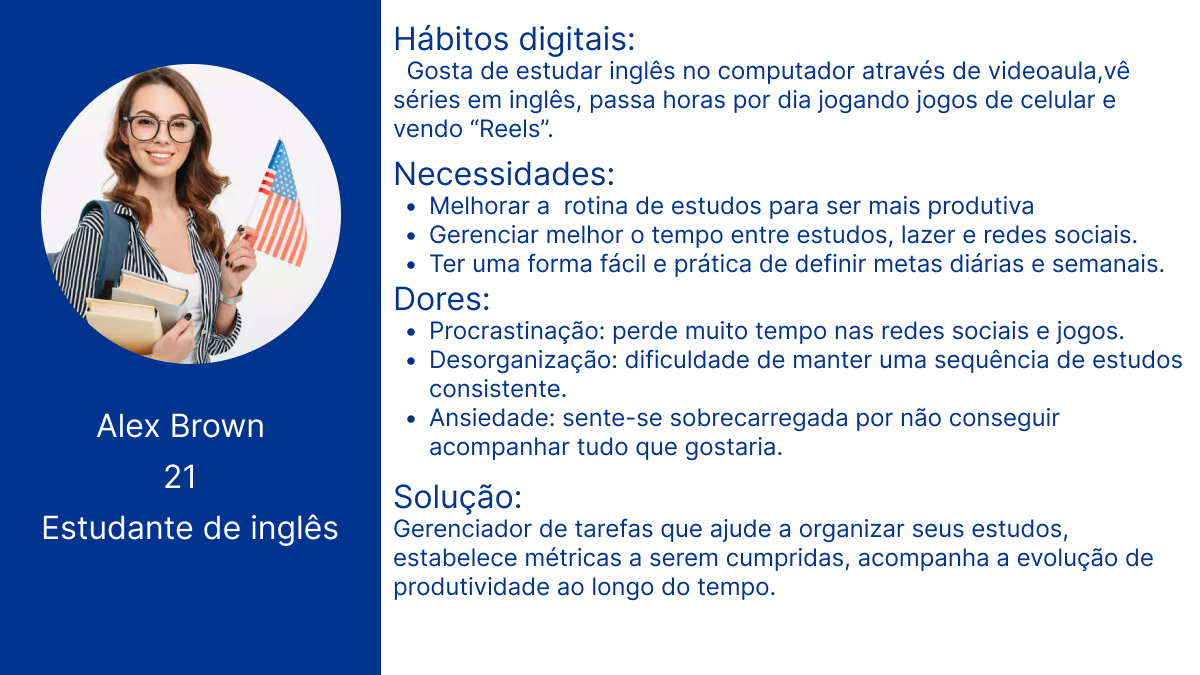 Hábitos digitais:
Gosta de estudar inglês no computador através de videoaula,vê
séries em inglês, passa horas por dia jogando jogos de celular e
vendo “Reels”.
Necessidades:
• Melhorar a  rotina de estudos para ser mais produtiva
• Gerenciar melhor o tempo entre estudos, lazer e redes sociais.
• Ter uma forma fácil e prática de definir metas diárias e semanais.
Dores:
• Procrastinação: perde muito tempo nas redes sociais e jogos.
• Desorganização: dificuldade de manter uma sequência de estudos
consistente.
• Ansiedade: sente-se sobrecarregada por não conseguir
acompanhar tudo que gostaria.
Solução:
Gerenciador de tarefas que ajude a organizar seus estudos,
estabelece métricas a serem cumpridas, acompanha a evolução de
produtividade ao longo do tempo.
Alex Brown
21
Estudante de inglês